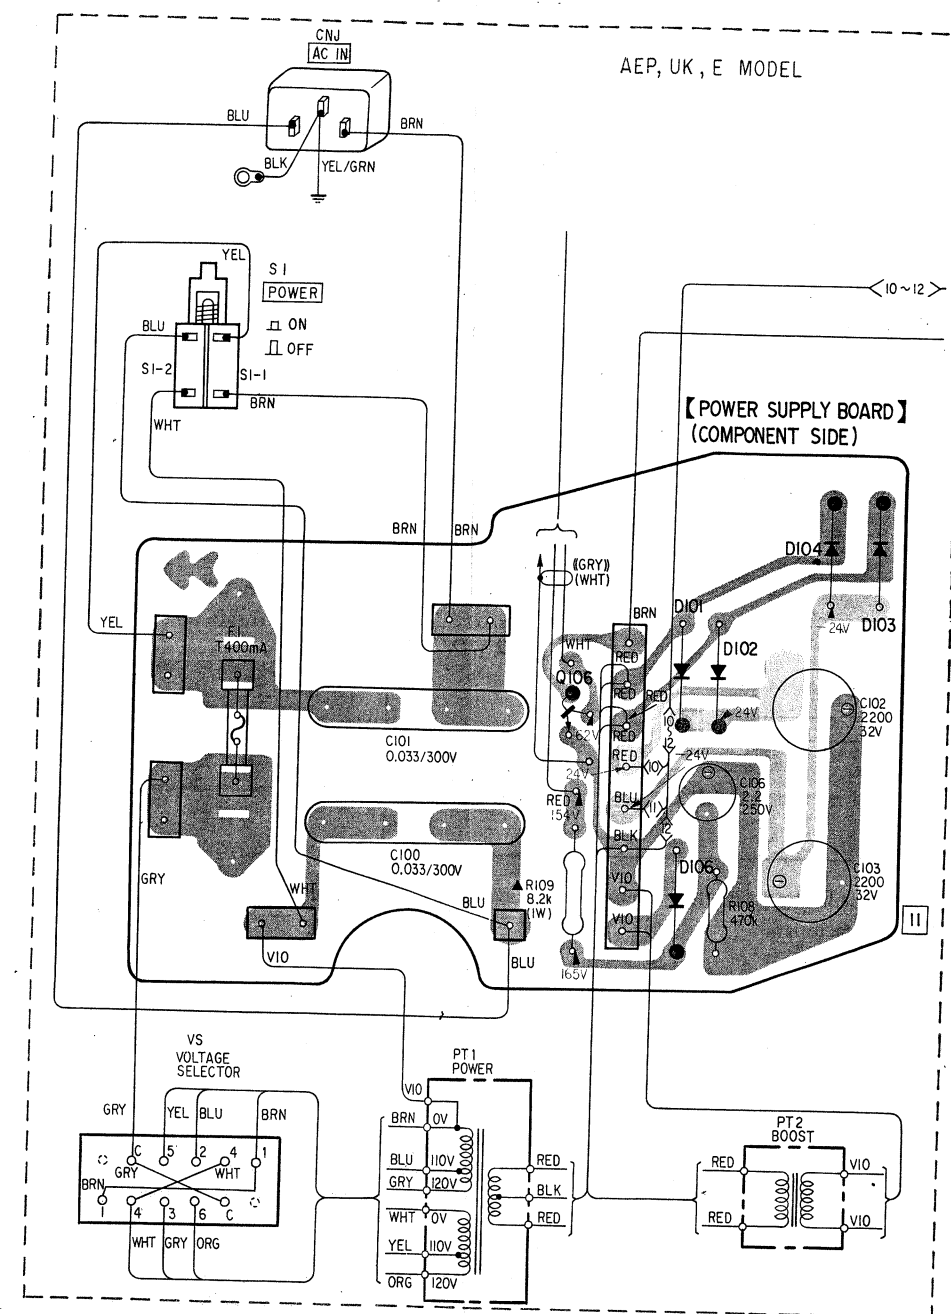 CNJ
AC IN
AEP, UK, E MODEL
BLU
BRN
BLK
YEL/GRN
YEL
S1
POWER
ON
OFF
10~12
BLU
S1-2
S1-1
BRN
WHT
【POWER SUPPLY BOARD】
(COMPONENT SIDE)
BRN
BRN
D104
((GRY))
(WHT)
BRN
D101
24V
D103
YEL
F1
T400mA
WHT
RED
D102
Q106
RED
RED
24V
C102
2200
32V
10
12
62V
RED
C101
0.033/300V
24V
RED
10
24V
C106
2.2
250V
RED
154V
BLU
11
12
BLK
C100
0.033/300V
D106
C103
2200
32V
GRY
WHT
BLU
R109
8.2k
(1W)
VIO
R108
470k
11
VIO
VIO
BLU
165V
VS
VOLTAGE
SELECTOR
PT1
POWER
VIO
GRY
YEL
BLU
BRN
BRN
0V
PT2
BOOST
C
5
2
4
1
GRY
WHT
BLU
110V
RED
RED
VIO
BRN
GRY
120V
BLK
1
4
3
6
C
WHT
0V
RED
RED
VIO
WHT
GRY
ORG
YEL
110V
ORG
120V